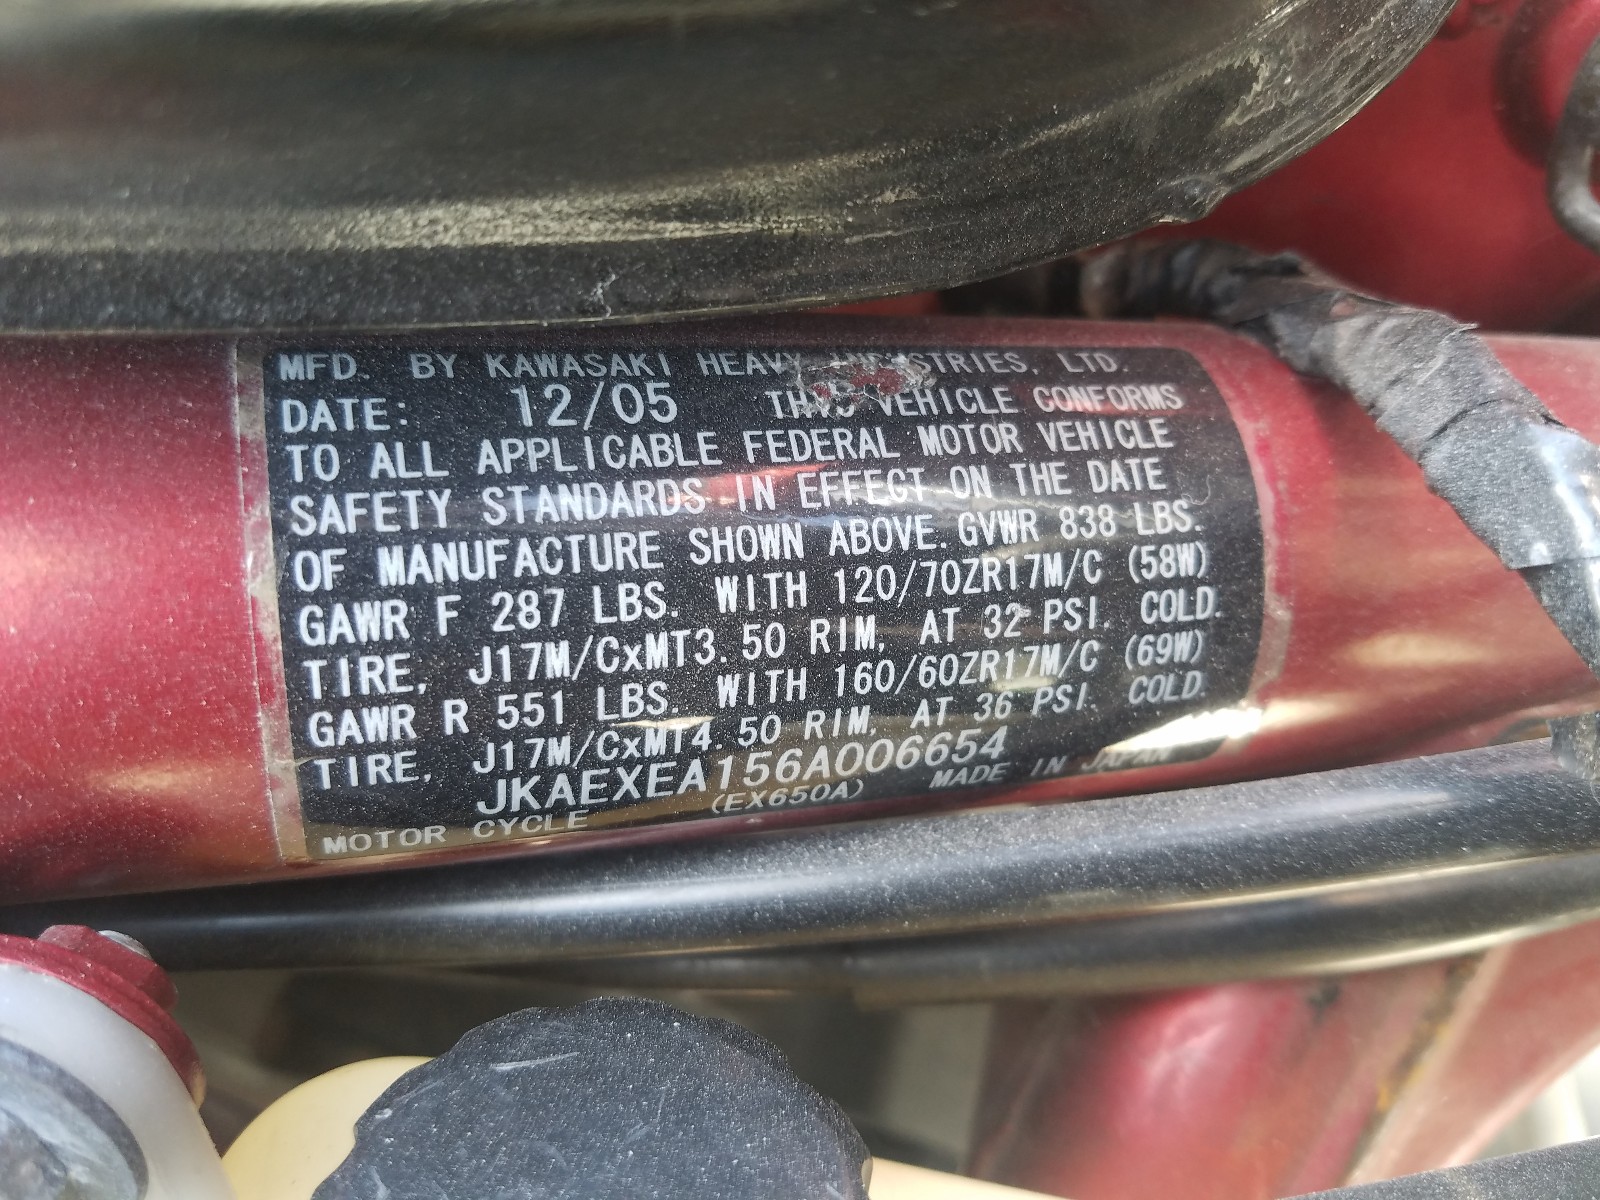 MFD. BY KAWASAKI HEAVY INDUSTRIES, LTD.
DATE: 12/05 THIS VEHICLE CONFORMS
TO ALL APPLICABLE FEDERAL MOTOR VEHICLE
SAFETY STANDARDS IN EFFECT ON THE DATE
OF MANUFACTURE SHOWN ABOVE. GVWR 838 LBS.
GAWR F 287 LBS. WITH 120/70ZR17M/C (58W)
TIRE, J17M/CxMT3.50 RIM, AT 32 PSI. COLD.
GAWR R 551 LBS. WITH 160/60ZR17M/C (69W)
TIRE, J17M/CxMT4.50 RIM, AT 36 PSI. COLD.
JKAEXEA156A006654
MOTOR CYCLE (EX650A) MADE IN JAPAN